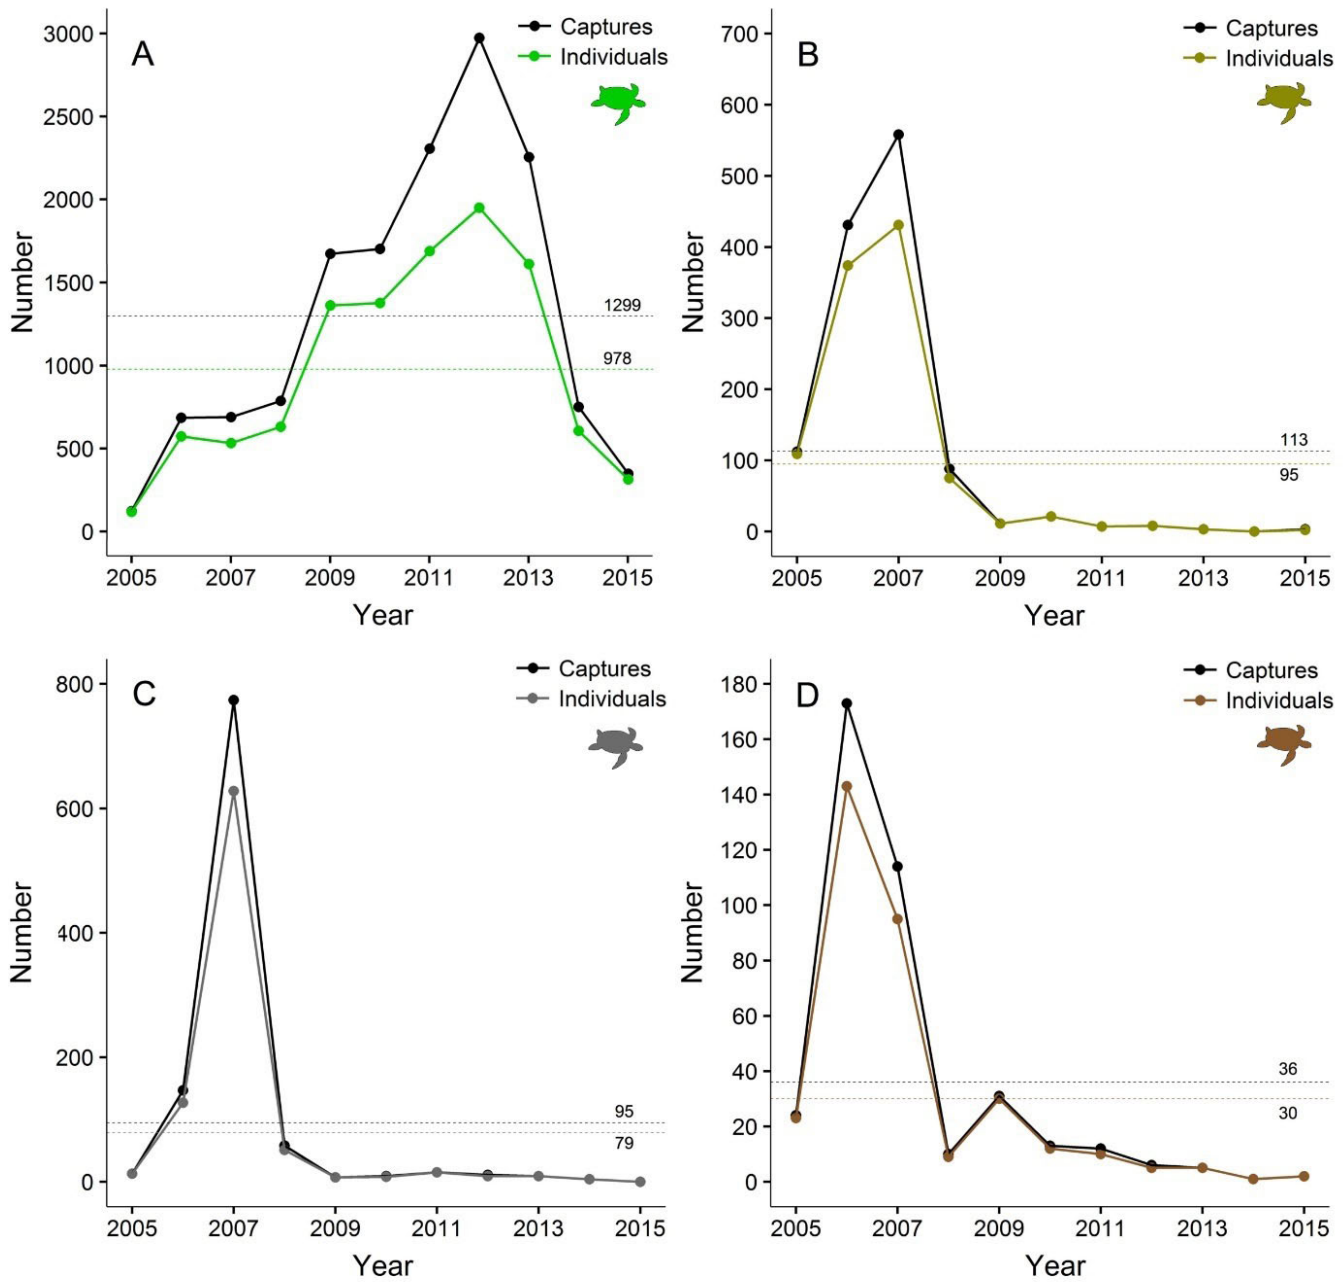 A
Captures
Individuals
3000
2500
2000
1500
1000
500
0
Number
1299
978
2005 2007 2009 2011 2013 2015
Year
B
Captures
Individuals
700
600
500
400
300
200
100
0
Number
113
95
2005 2007 2009 2011 2013 2015
Year
C
Captures
Individuals
800
600
400
200
0
Number
95
79
2005 2007 2009 2011 2013 2015
Year
D
Captures
Individuals
180
160
140
120
100
80
60
40
20
0
Number
36
30
2005 2007 2009 2011 2013 2015
Year